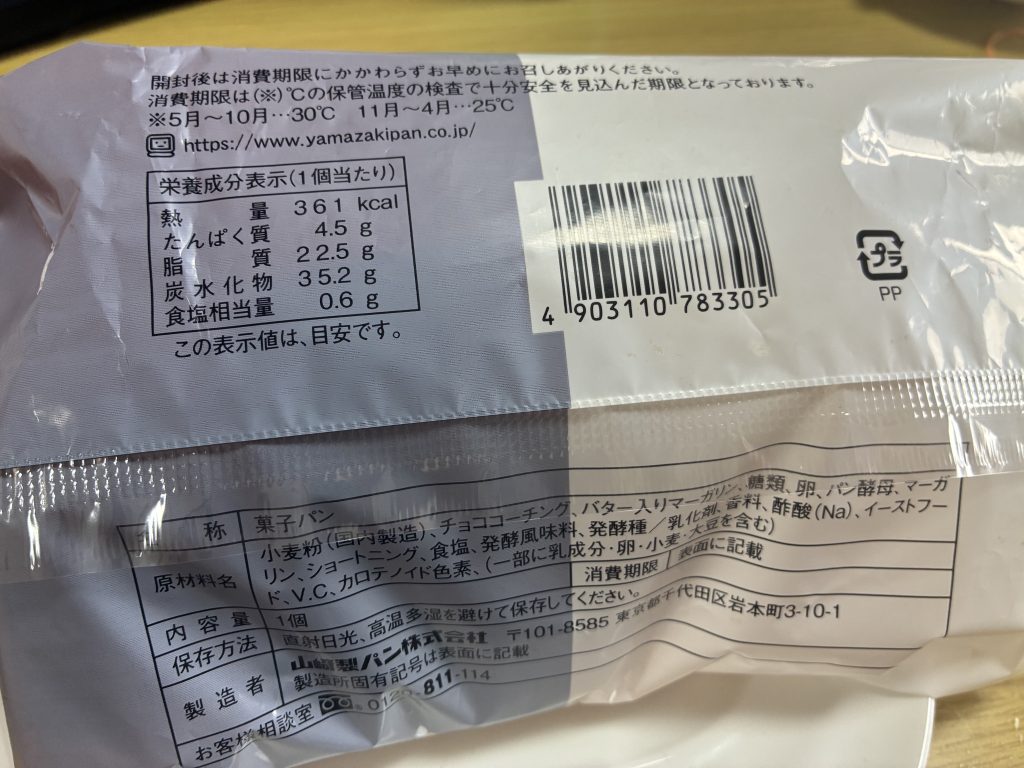 開封後は消費期限にかかわらずお早めにお召しあがりください。
消費期限は(※)℃の保管温度の検査で十分安全を見込んだ期限となっております。
※5月～10月…30℃　11月～4月…25℃
https://www.yamazakipan.co.jp/
栄養成分表示(1個当たり)
熱量 361 kcal
たんぱく質 4.5 g
脂質 22.5 g
炭水化物 35.2 g
食塩相当量 0.6 g
この表示値は、目安です。
4 903110 783305
プラ
PP
称 菓子パン
原材料名 小麦粉(国内製造)、チョココーチング、バター入りマーガリン、糖類、卵、パン酵母、マーガ
リン、ショートニング、食塩、発酵風味料、発酵種／乳化剤、香料、酢酸(Na)、イーストフー
ド、V.C、カロテノイド色素、(一部に乳成分・卵・小麦・大豆を含む)
内容量 1個 消費期限 表面に記載
保存方法 直射日光、高温多湿を避けて保存してください。
製造者 山崎製パン株式会社 〒101-8585 東京都千代田区岩本町3-10-1
製造所固有記号は表面に記載
お客様相談室 0120-811-114